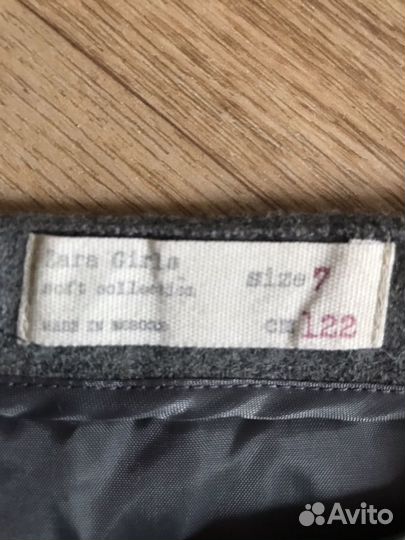 Zara Girls
soft collection
MADE IN MOROCCO
size 7
cm 122
Avito